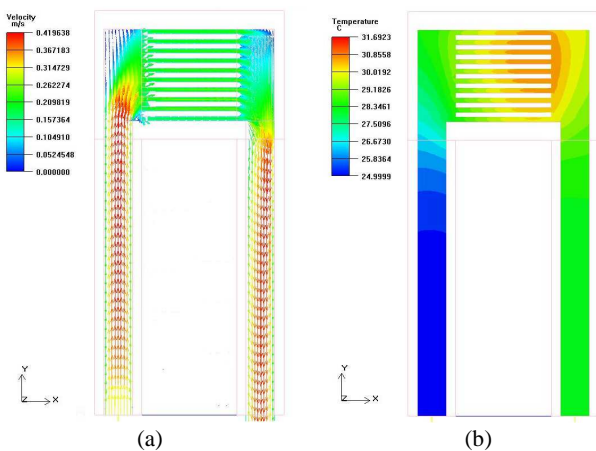 Velocity
m/s
0.419638
0.367183
0.314729
0.262274
0.209819
0.157364
0.104910
0.0524548
0.000000
Y
Z X
(a)
Temperature
C
31.6923
30.8558
30.0192
29.1826
28.3461
27.5096
26.6730
25.8364
24.9999
Y
Z X
(b)